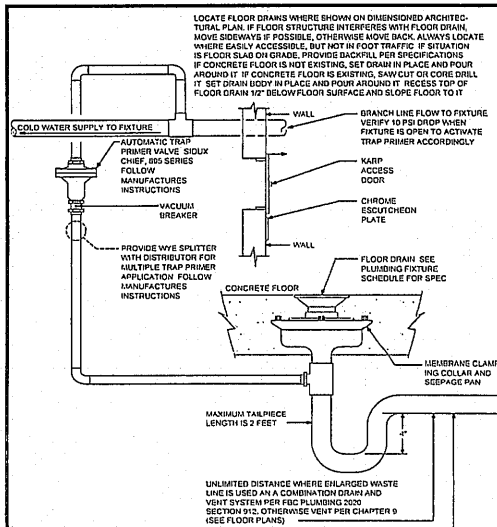 LOCATE FLOOR DRAINS WHERE SHOWN ON DIMENSIONED ARCHITEC-
TURAL PLAN. IF FLOOR STRUCTURE INTERFERES WITH FLOOR DRAIN,
MOVE SIDEWAYS IF POSSIBLE, OTHERWISE MOVE BACK. ALWAYS LOCATE
WHERE EASILY ACCESSIBLE, BUT NOT IN FOOT TRAFFIC IF SITUATION
IS FLOOR SLAB ON GRADE, PROVIDE BACKFILL PER SPECIFICATIONS
IF CONCRETE FLOOR IS NOT EXISTING, SET DRAIN IN PLACE AND POUR
AROUND IT IF CONCRETE FLOOR IS EXISTING, SAW CUT OR CORE DRILL
IT SET DRAIN BODY IN PLACE AND POUR AROUND IT RECESS TOP OF
FLOOR DRAIN 1/2" BELOW FLOOR SURFACE AND SLOPE FLOOR TO IT
WALL
COLD WATER SUPPLY TO FIXTURE
BRANCH LINE FLOW TO FIXTURE
VERIFY 10 PSI DROP WHEN
FIXTURE IS OPEN TO ACTIVATE
TRAP PRIMER ACCORDINGLY
AUTOMATIC TRAP
PRIMER VALVE SIOUX
CHIEF, 695 SERIES
FOLLOW
MANUFACTURES
INSTRUCTIONS
KARP
ACCESS
DOOR
VACUUM
BREAKER
CHROME
ESCUTCHEON
PLATE
WALL
PROVIDE WYE SPLITTER
WITH DISTRIBUTOR FOR
MULTIPLE TRAP PRIMER
APPLICATION FOLLOW
MANUFACTURES
INSTRUCTIONS
FLOOR DRAIN SEE
PLUMBING FIXTURE
SCHEDULE FOR SPEC
CONCRETE FLOOR
MEMBRANE CLAMP
ING COLLAR AND
SEEPAGE PAN
MAXIMUM TAILPIECE
LENGTH IS 2 FEET
UNLIMITED DISTANCE WHERE ENLARGED WASTE
LINE IS USED AN A COMBINATION DRAIN AND
VENT SYSTEM PER FBC PLUMBING 2020
SECTION 912. OTHERWISE VENT PER CHAPTER 9
(SEE FLOOR PLANS)